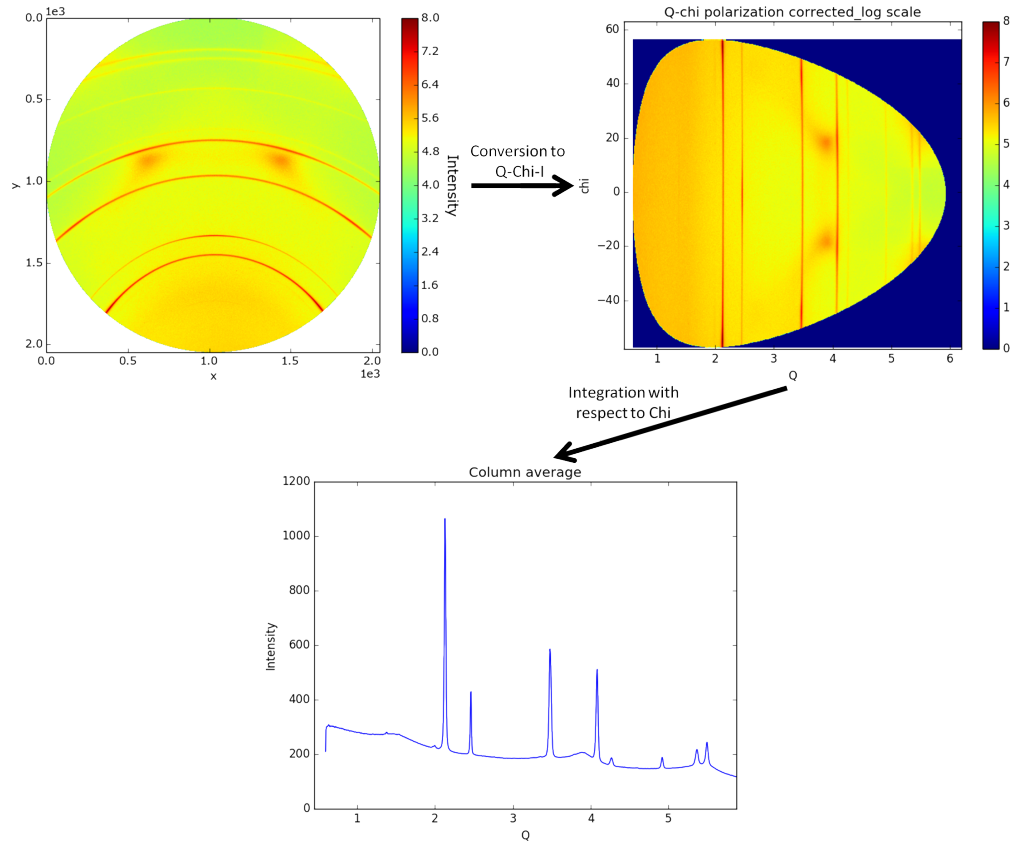 0.0 1e3
0.5
1.0
1.5
2.0
y
0.0 0.5 1.0 1.5 2.0
1e3
x
8.0
7.2
6.4
5.6
4.8
4.0
3.2
2.4
1.6
0.8
0.0
Intensity
Conversion to
Q-Chi-I
Q-chi polarization corrected_log scale
60
40
20
0
−20
−40
chi
1 2 3 4 5 6
Q
8
7
6
5
4
3
2
1
0
Integration with
respect to Chi
Column average
1200
1000
800
600
400
200
0
Intensity
1 2 3 4 5
Q